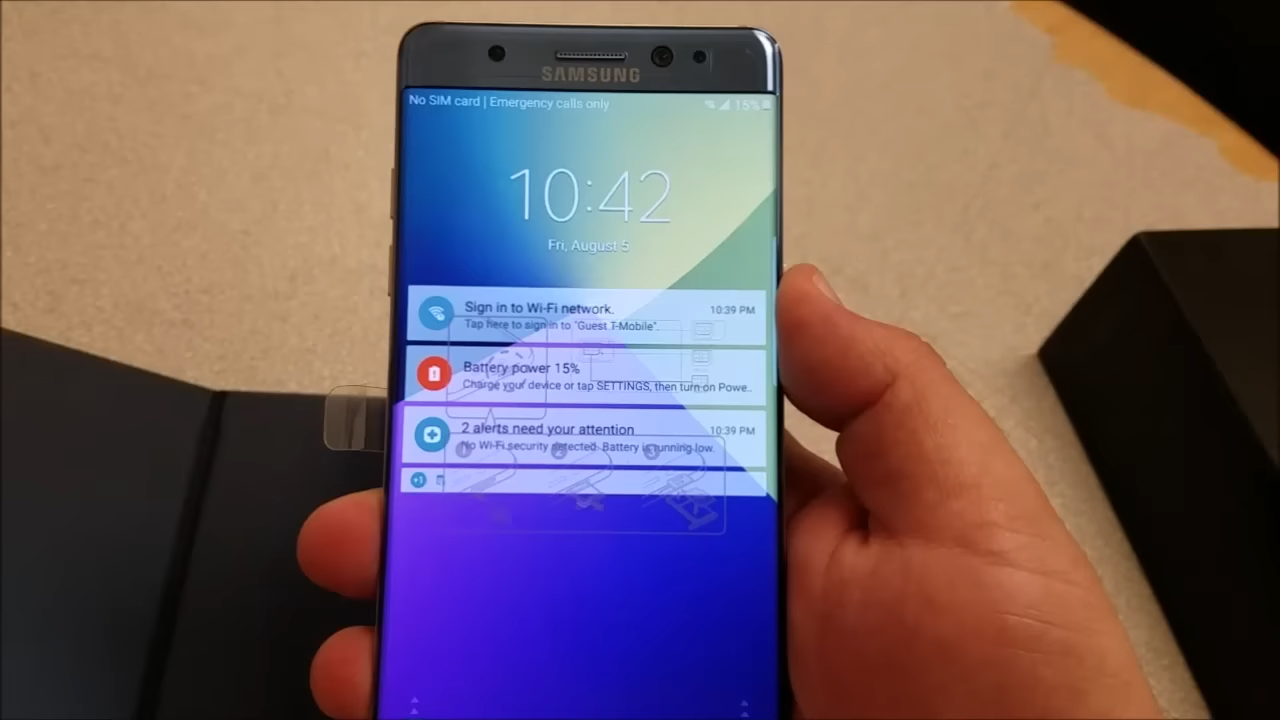 SAMSUNG
No SIM card | Emergency calls only 15%
10:42
Fri, August 5
Sign in to Wi-Fi network. 10:39 PM
Tap here to sign in to "Guest T-Mobile".
Battery power 15%
Charge your device or tap SETTINGS, then turn on Powe..
2 alerts need your attention 10:39 PM
No Wi-Fi security detected. Battery is running low.
+1